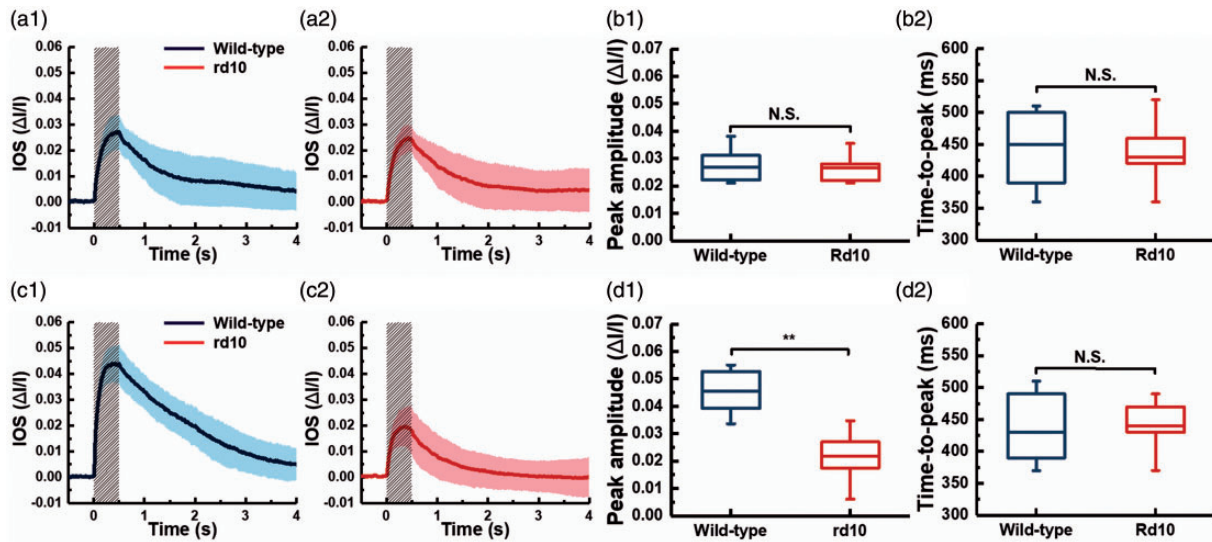 (a1)
IOS (ΔI/I)
0.06
0.05
0.04
0.03
0.02
0.01
0.00
-0.01
Wild-type
rd10
0 1 2 3 4
Time (s)
(a2)
IOS (ΔI/I)
0.06
0.05
0.04
0.03
0.02
0.01
0.00
-0.01
0 1 2 3 4
Time (s)
(b1)
Peak amplitude (ΔI/I)
0.07
0.06
0.05
0.04
0.03
0.02
0.01
0.00
N.S.
Wild-type Rd10
(b2)
Time-to-peak (ms)
600
550
500
450
400
350
300
N.S.
Wild-type Rd10
(c1)
IOS (ΔI/I)
0.06
0.05
0.04
0.03
0.02
0.01
0.00
-0.01
Wild-type
rd10
0 1 2 3 4
Time (s)
(c2)
IOS (ΔI/I)
0.06
0.05
0.04
0.03
0.02
0.01
0.00
-0.01
0 1 2 3 4
Time (s)
(d1)
Peak amplitude (ΔI/I)
0.07
0.06
0.05
0.04
0.03
0.02
0.01
0.00
**
Wild-type rd10
(d2)
Time-to-peak (ms)
600
550
500
450
400
350
300
N.S.
Wild-type Rd10